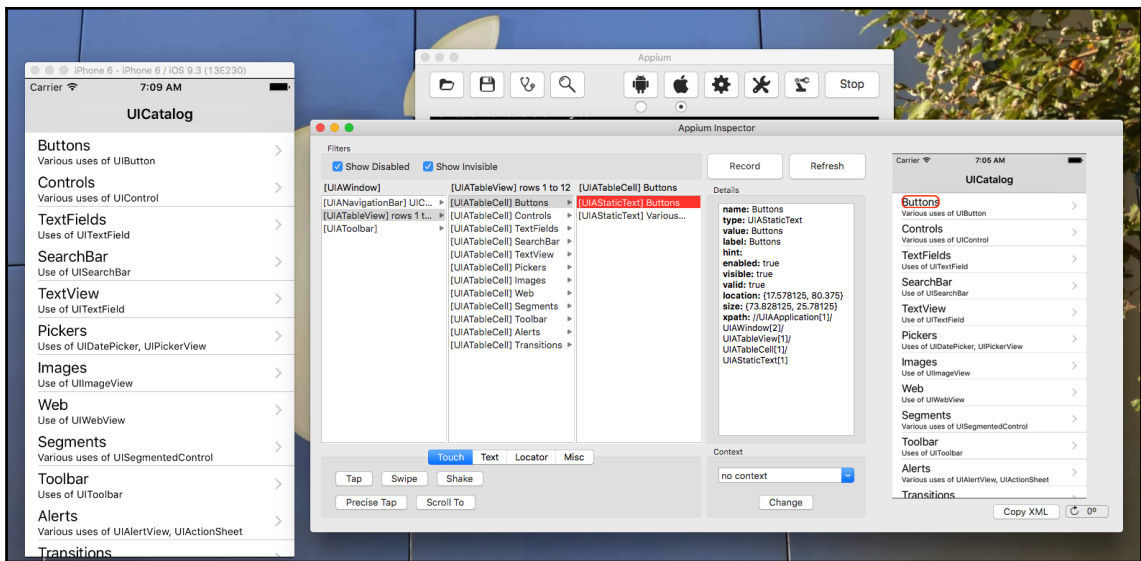 iPhone 6 - iPhone 6 / iOS 9.3 (13E230)
Carrier
7:09 AM
UICatalog
Buttons
Various uses of UIButton
Controls
Various uses of UIControl
TextFields
Uses of UITextField
SearchBar
Use of UISearchBar
TextView
Use of UITextField
Pickers
Uses of UIDatePicker, UIPickerView
Images
Use of UIImageView
Web
Use of UIWebView
Segments
Various uses of UISegmentedControl
Toolbar
Uses of UIToolbar
Alerts
Various uses of UIAlertView, UIActionSheet
Transitions
Appium
Stop
Appium Inspector
Filters
Show Disabled
Show Invisible
[UIAWindow]
[UIANavigationBar] UIC...
[UIATableView] rows 1 t...
[UIAToolbar]
[UIATableView] rows 1 to 12
[UIATableCell] Buttons
[UIATableCell] Controls
[UIATableCell] TextFields
[UIATableCell] SearchBar
[UIATableCell] TextView
[UIATableCell] Pickers
[UIATableCell] Images
[UIATableCell] Web
[UIATableCell] Segments
[UIATableCell] Toolbar
[UIATableCell] Alerts
[UIATableCell] Transitions
[UIATableCell] Buttons
[UIAStaticText] Buttons
[UIAStaticText] Various...
Record
Refresh
Details
name: Buttons
type: UIAStaticText
value: Buttons
label: Buttons
hint:
enabled: true
visible: true
valid: true
location: {17.578125, 80.375}
size: {73.828125, 25.78125}
xpath: //UIAApplication[1]/
UIAWindow[2]/
UIATableView[1]/
UIATableCell[1]/
UIAStaticText[1]
Touch
Text
Locator
Misc
Tap
Swipe
Shake
Precise Tap
Scroll To
Context
no context
Change
Carrier
7:05 AM
UICatalog
Buttons
Various uses of UIButton
Controls
Various uses of UIControl
TextFields
Uses of UITextField
SearchBar
Use of UISearchBar
TextView
Use of UITextField
Pickers
Uses of UIDatePicker, UIPickerView
Images
Use of UIImageView
Web
Use of UIWebView
Segments
Various uses of UISegmentedControl
Toolbar
Uses of UIToolbar
Alerts
Various uses of UIAlertView, UIActionSheet
Transitions
Copy XML
0°